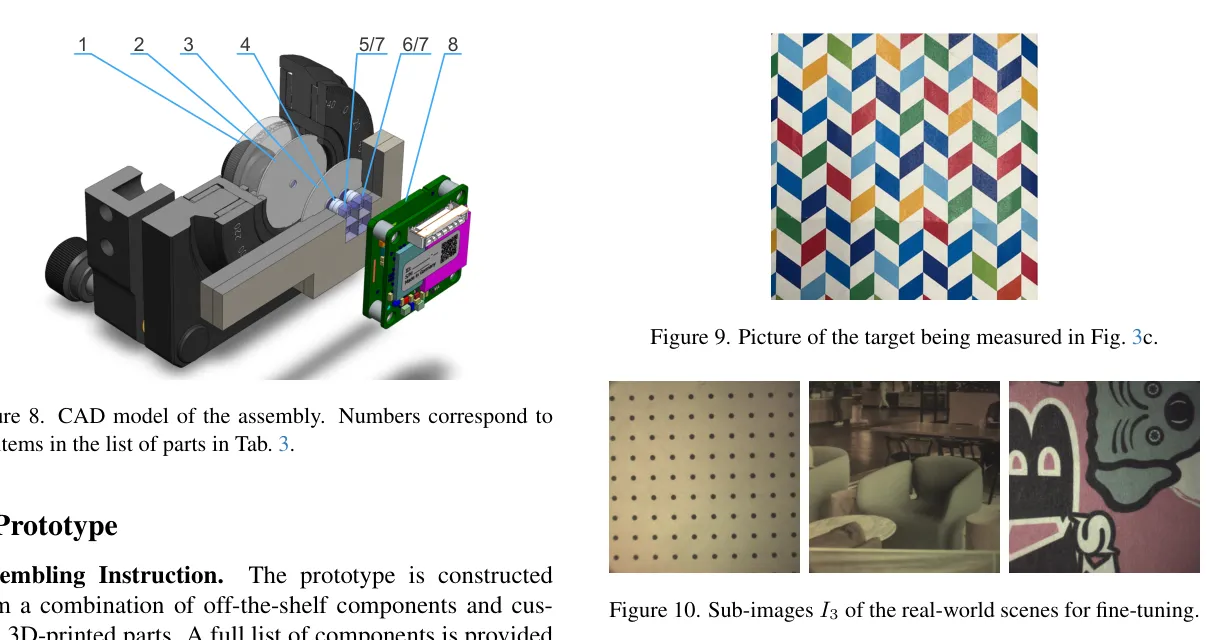 1 2 3 4 5/7 6/7 8
220
ure 8. CAD model of the assembly. Numbers correspond to
items in the list of parts in Tab. 3.
Prototype
embling Instruction. The prototype is constructed
m a combination of off-the-shelf components and cus-
3D-printed parts. A full list of components is provided
Figure 9. Picture of the target being measured in Fig. 3c.
B
Figure 10. Sub-images I3 of the real-world scenes for fine-tuning.